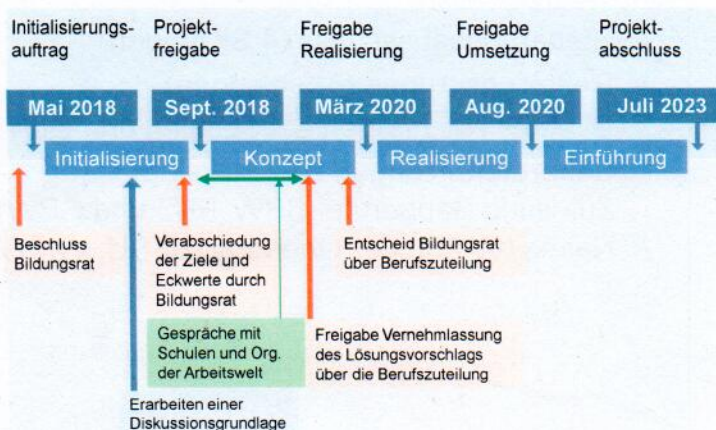 Initialisierungs-
auftrag
Projekt-
freigabe
Freigabe
Realisierung
Freigabe
Umsetzung
Projekt-
abschluss
Mai 2018
Sept. 2018
März 2020
Aug. 2020
Juli 2023
Initialisierung
Konzept
Realisierung
Einführung
Beschluss
Bildungsrat
Verabschiedung
der Ziele und
Eckwerte durch
Bildungsrat
Entscheid Bildungsrat
über Berufszuteilung
Gespräche mit
Schulen und Org.
der Arbeitswelt
Freigabe Vernehmlassung
des Lösungsvorschlags
über die Berufszuteilung
Erarbeiten einer
Diskussionsgrundlage